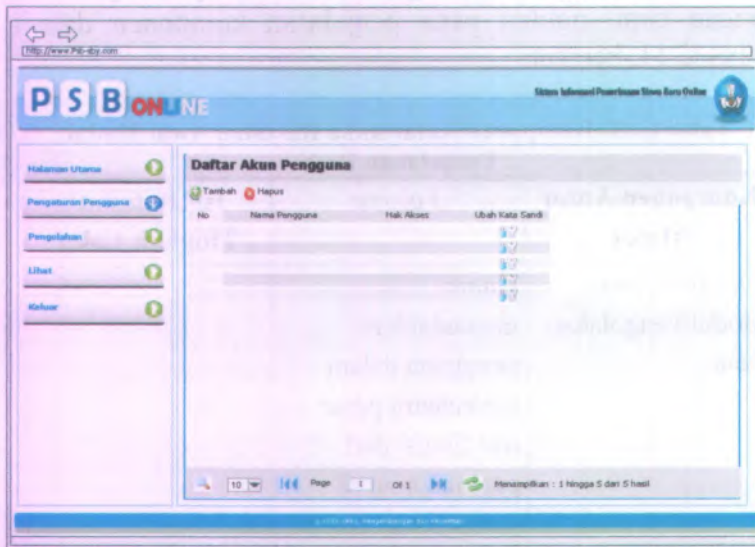 http://www.Psb-sby.com
PSB ONLINE
Sistem Informasi Penerimaan Siswa Baru Online
Halaman Utama
Pengaturan Pengguna
Pengolahan
Lihat
Keluar
Daftar Akun Pengguna
Tambah Hapus
No Nama Pengguna Hak Akses Ubah Kata Sandi
10 Page 1 Of 1 Menampilkan : 1 hingga 5 dari 5 hasil